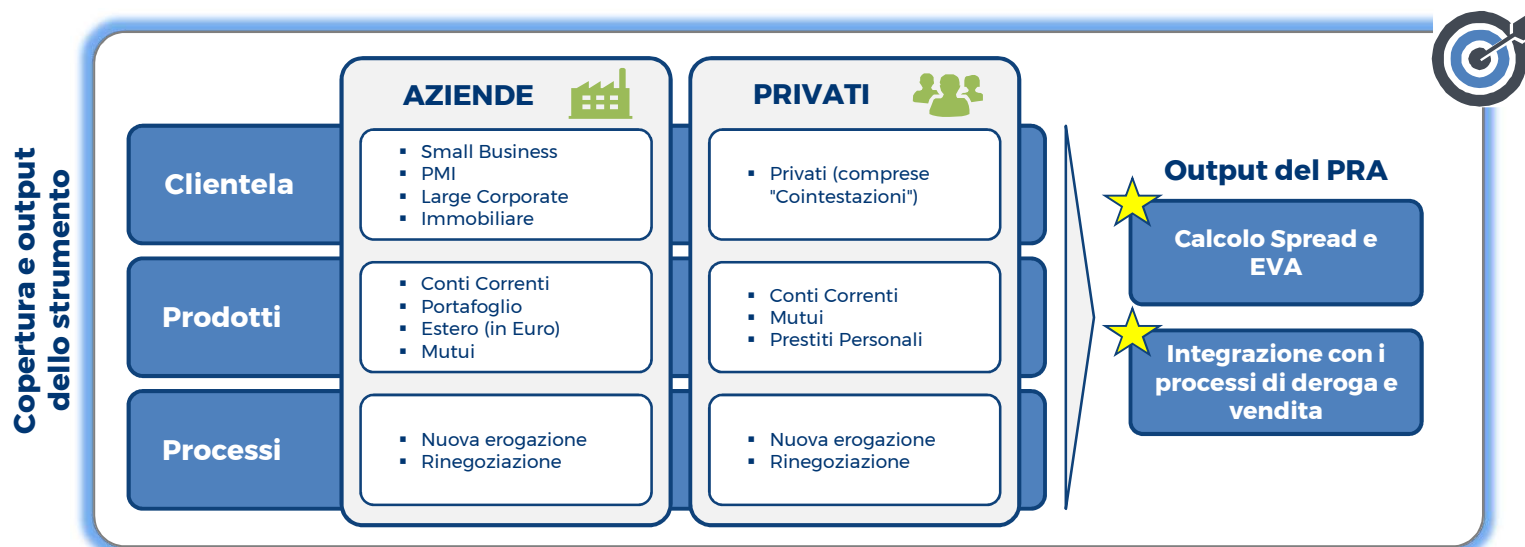 Copertura e output
dello strumento
AZIENDE
PRIVATI
Clientela
▪ Small Business
▪ PMI
▪ Large Corporate
▪ Immobiliare
▪ Privati (comprese
"Cointestazioni")
Prodotti
▪ Conti Correnti
▪ Portafoglio
▪ Estero (in Euro)
▪ Mutui
▪ Conti Correnti
▪ Mutui
▪ Prestiti Personali
Processi
▪ Nuova erogazione
▪ Rinegoziazione
▪ Nuova erogazione
▪ Rinegoziazione
Output del PRA
Calcolo Spread e
EVA
Integrazione con i
processi di deroga e
vendita